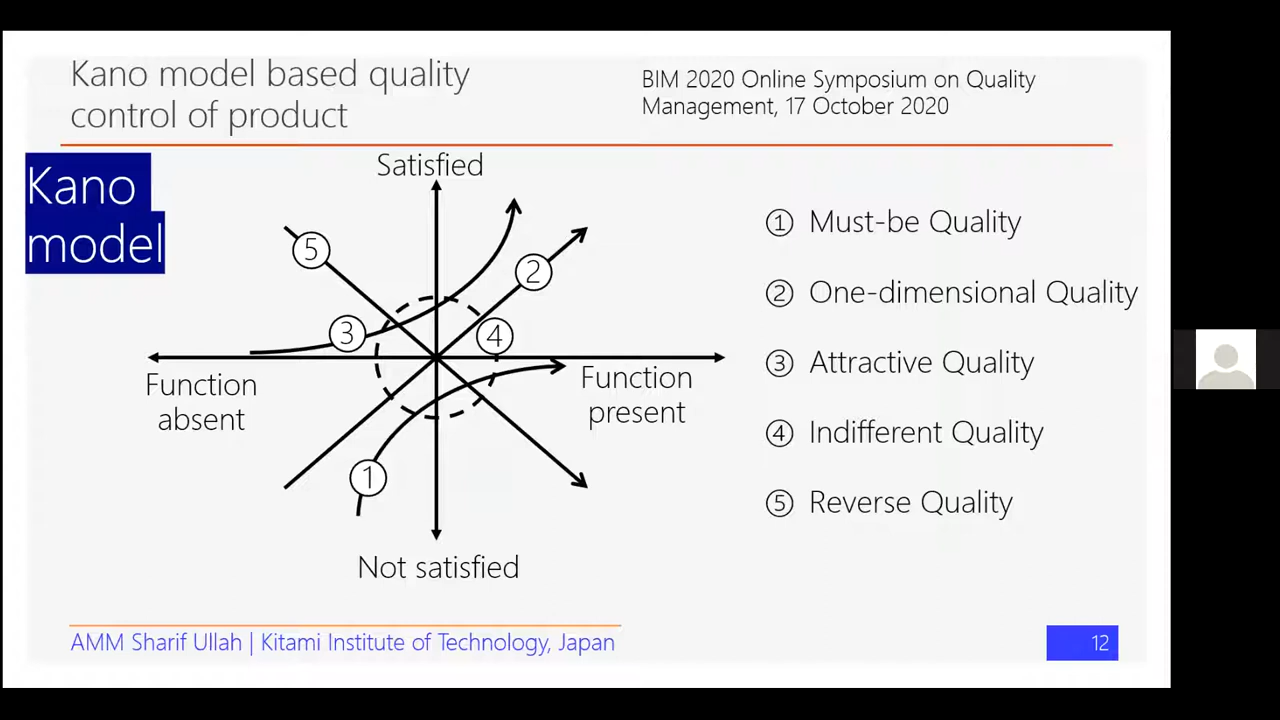 Kano model based quality
control of product
BIM 2020 Online Symposium on Quality
Management, 17 October 2020
Kano
model
Satisfied
⑤
②
③
④
Function
absent
Function
present
①
Not satisfied
① Must-be Quality
② One-dimensional Quality
③ Attractive Quality
④ Indifferent Quality
⑤ Reverse Quality
AMM Sharif Ullah | Kitami Institute of Technology, Japan
12